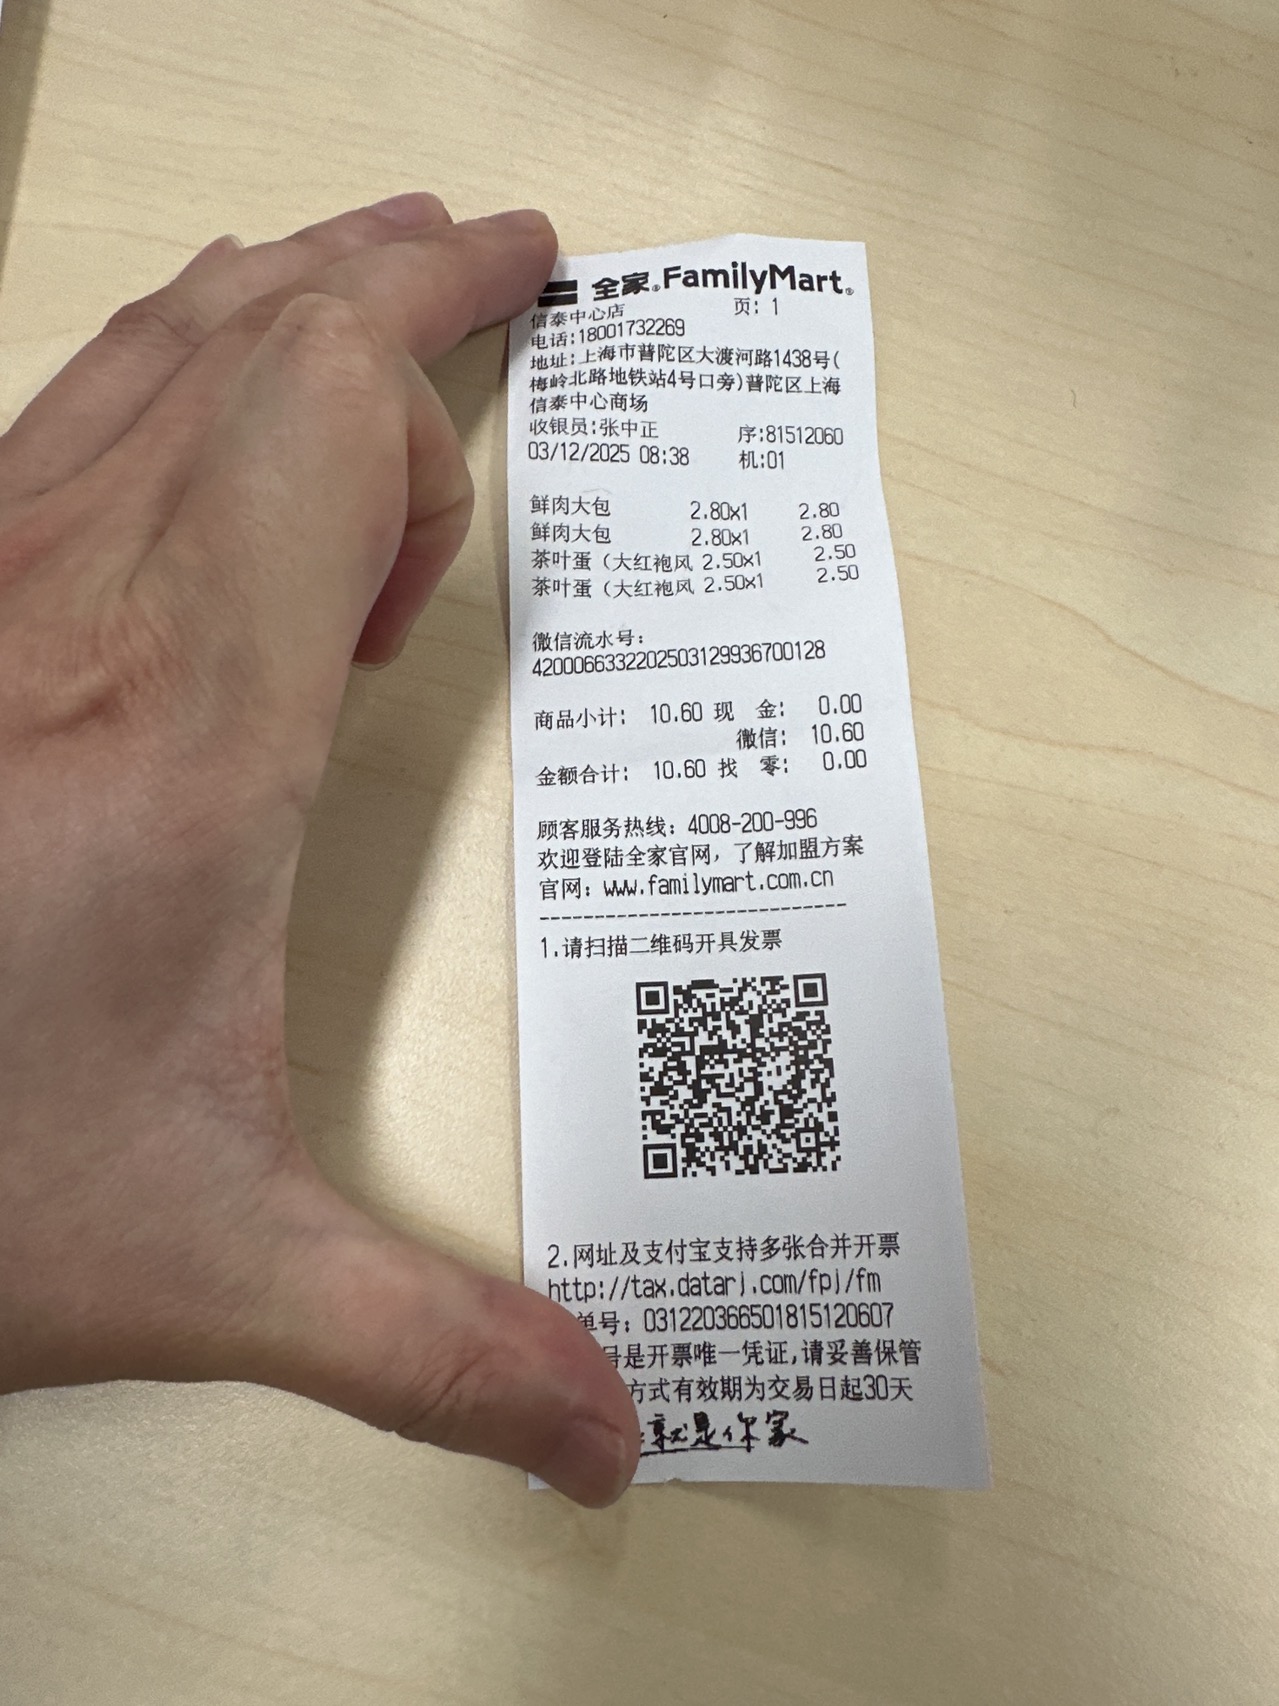 全家®FamilyMart®
信泰中心店 页: 1
电话:18001732269
地址:上海市普陀区大渡河路1438号(
梅岭北路地铁站4号口旁)普陀区上海
信泰中心商场
收银员:张中正 序:81512060
03/12/2025 08:38 机:01
鲜肉大包 2.80x1 2.80
鲜肉大包 2.80x1 2.80
茶叶蛋（大红袍风 2.50x1 2.50
茶叶蛋（大红袍风 2.50x1 2.50
微信流水号:
4200066332202503129936700128
商品小计: 10.60 现 金: 0.00
微信: 10.60
金额合计: 10.60 找 零: 0.00
顾客服务热线: 4008-200-996
欢迎登陆全家官网，了解加盟方案
官网: www.familymart.com.cn
---------------------------
1.请扫描二维码开具发票
2.网址及支付宝支持多张合并开票
http://tax.datarj.com/fpj/fm
单号: 03122036650181512060​7
号是开票唯一凭证,请妥善保管
方式有效期为交易日起30天
就是你家